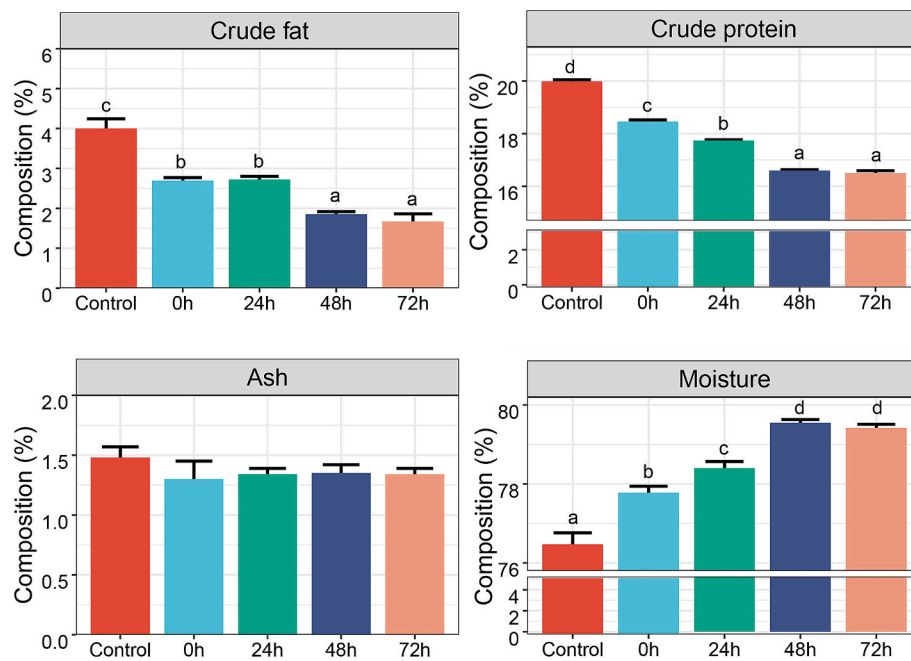 Crude fat
Composition (%)
6
5
4
3
2
1
0
c
b
b
a
a
Control 0h 24h 48h 72h
Crude protein
Composition (%)
20
18
16
2
0
d
c
b
a
a
Control 0h 24h 48h 72h
Ash
Composition (%)
2.0
1.5
1.0
0.5
0.0
Control 0h 24h 48h 72h
Moisture
Composition (%)
80
78
76
4
2
0
a
b
c
d
d
Control 0h 24h 48h 72h